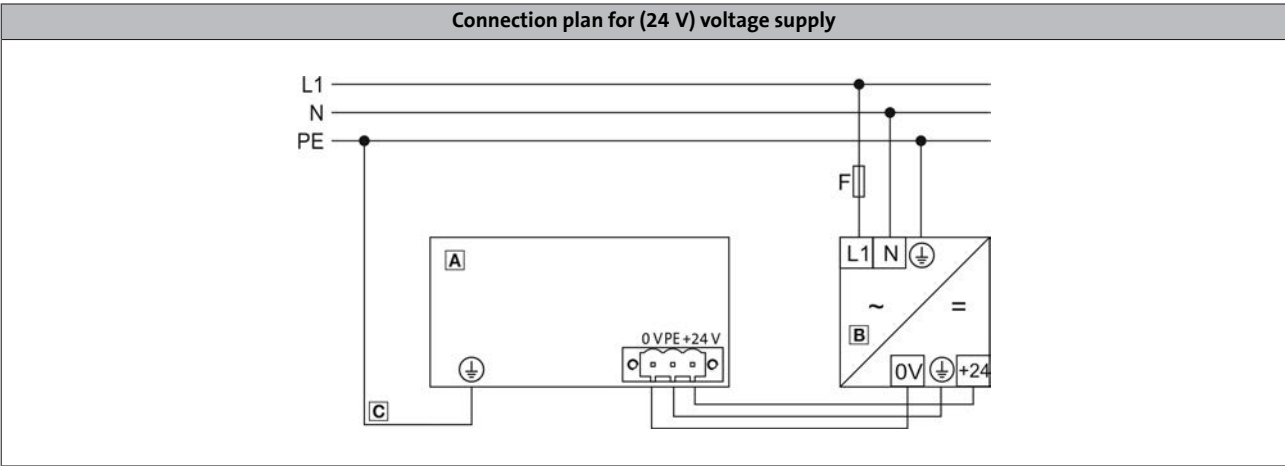 Connection plan for (24 V) voltage supply
L1
N
PE
F
L1 N
A
~ =
B
0 V PE +24 V
0V +24
C